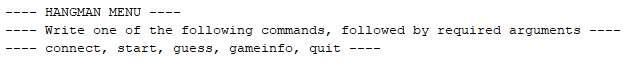 ---- HANGMAN MENU ----
---- Write one of the following commands, followed by required arguments ----
---- connect, start, guess, gameinfo, quit ----